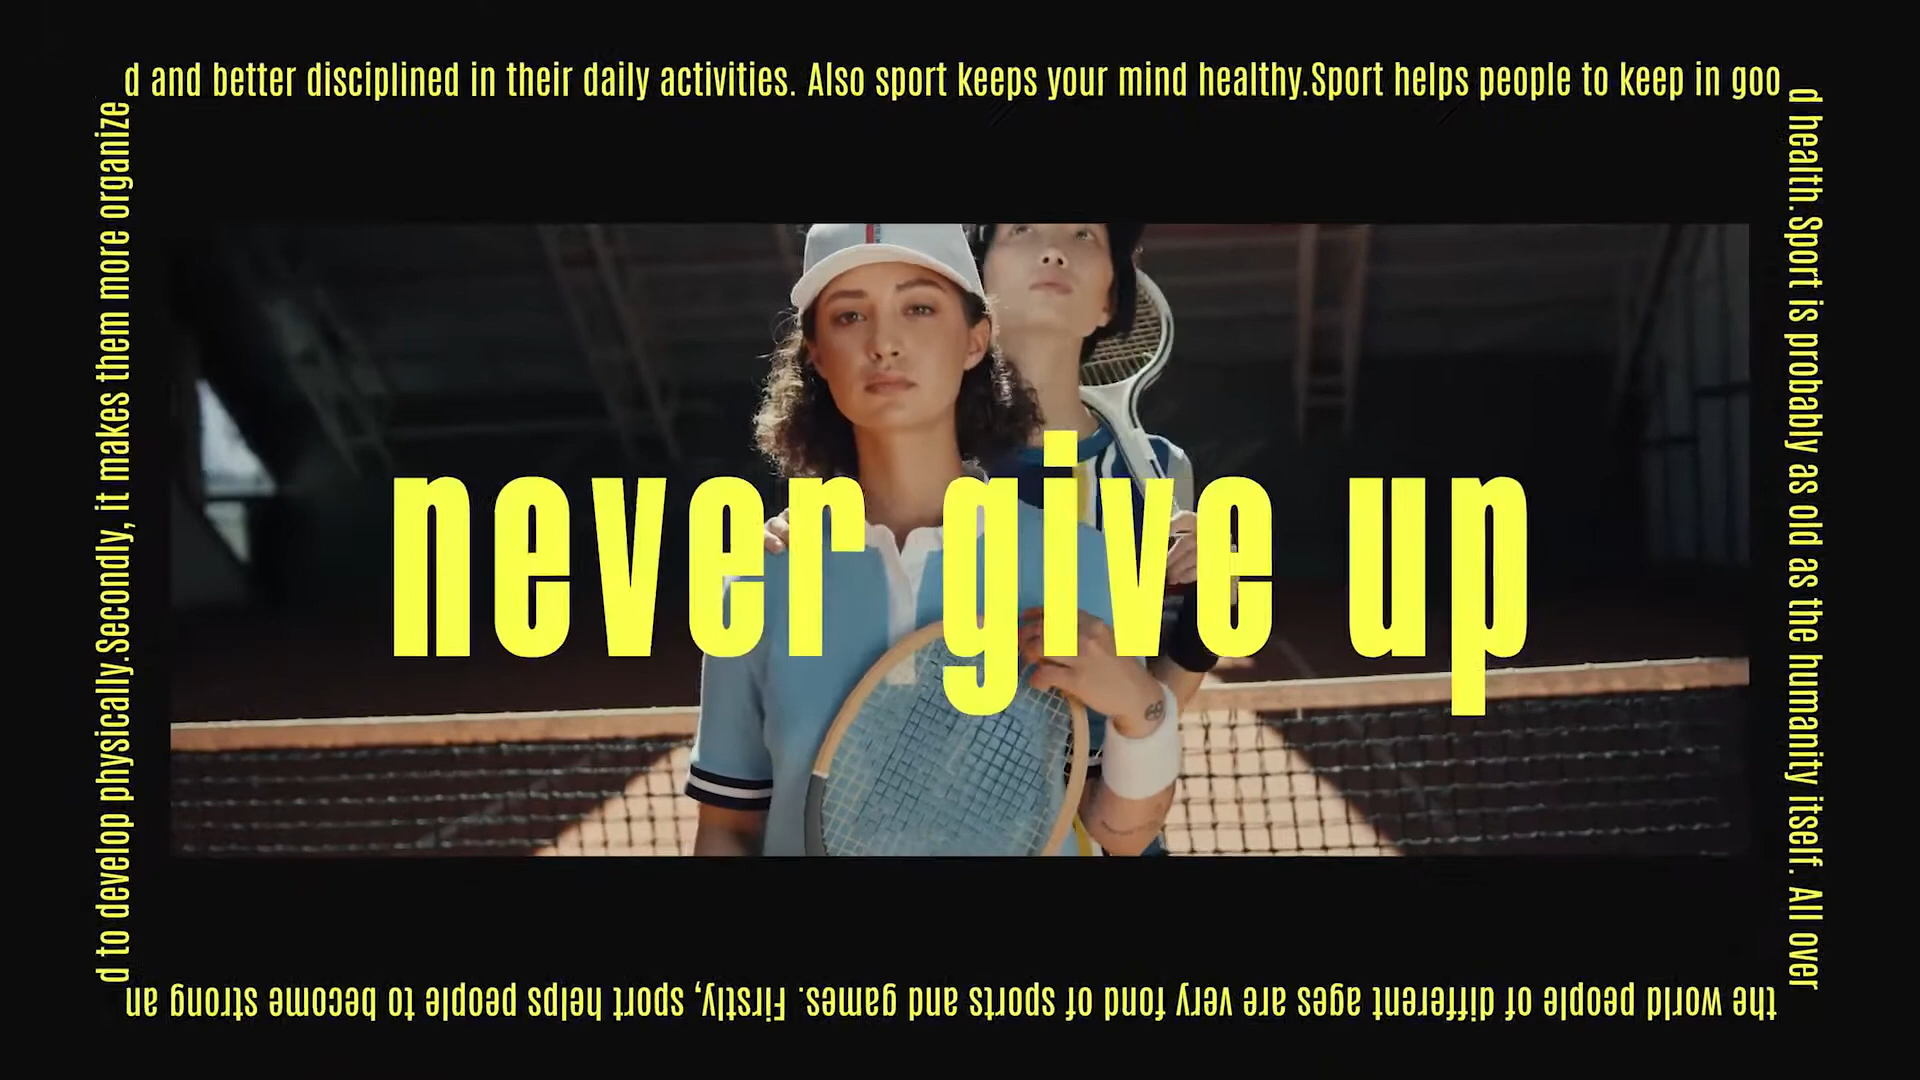 d and better disciplined in their daily activities. Also sport keeps your mind healthy.Sport helps people to keep in goo
d health.Sport is probably as old as the humanity itself. All over
the world people of different ages are very fond of sports and games. Firstly, sport helps people to become strong an
d to develop physically.Secondly, it makes them more organize
never give up
69